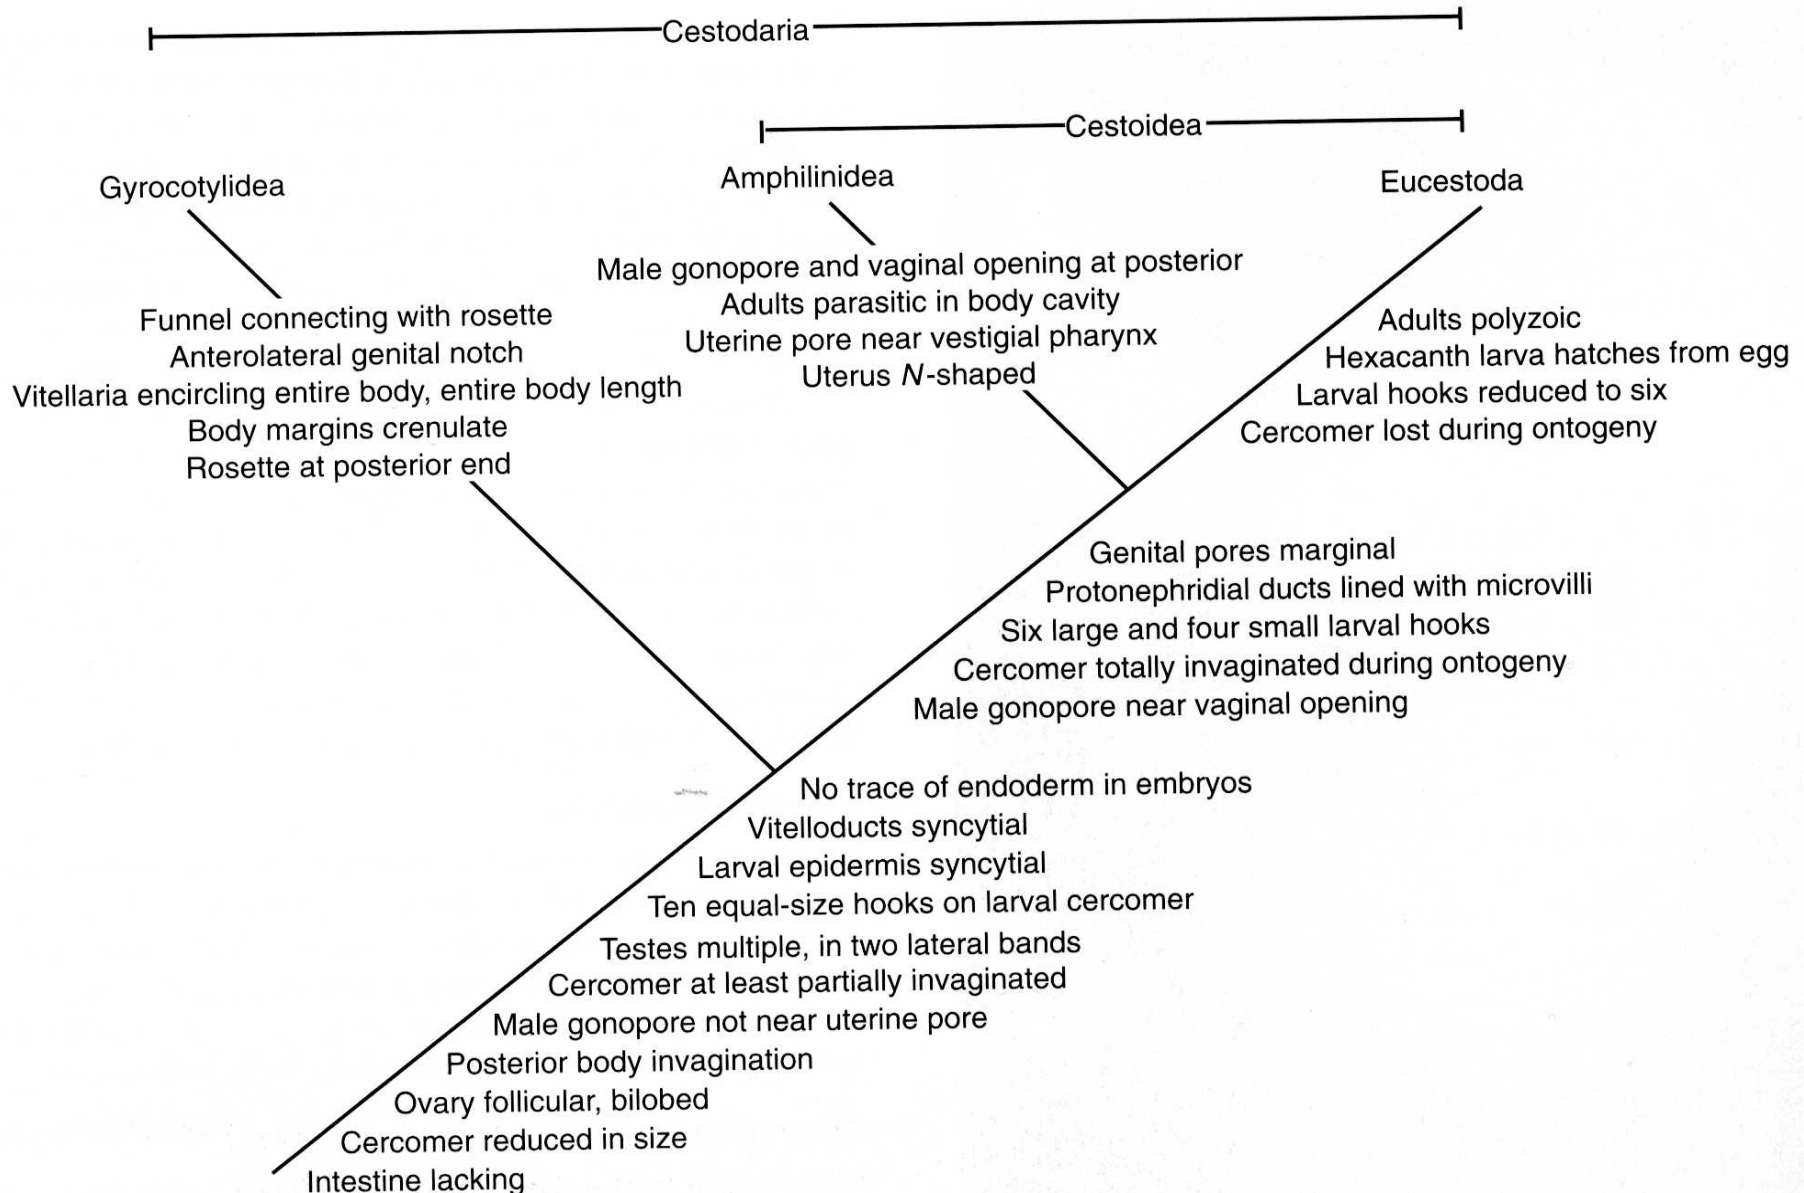 Cestodaria
Cestoidea
Gyrocotylidea
Amphilinidea
Eucestoda
Funnel connecting with rosette
Anterolateral genital notch
Vitellaria encircling entire body, entire body length
Body margins crenulate
Rosette at posterior end
Male gonopore and vaginal opening at posterior
Adults parasitic in body cavity
Uterine pore near vestigial pharynx
Uterus N-shaped
Adults polyzoic
Hexacanth larva hatches from egg
Larval hooks reduced to six
Cercomer lost during ontogeny
Genital pores marginal
Protonephridial ducts lined with microvilli
Six large and four small larval hooks
Cercomer totally invaginated during ontogeny
Male gonopore near vaginal opening
No trace of endoderm in embryos
Vitelloducts syncytial
Larval epidermis syncytial
Ten equal-size hooks on larval cercomer
Testes multiple, in two lateral bands
Cercomer at least partially invaginated
Male gonopore not near uterine pore
Posterior body invagination
Ovary follicular, bilobed
Cercomer reduced in size
Intestine lacking